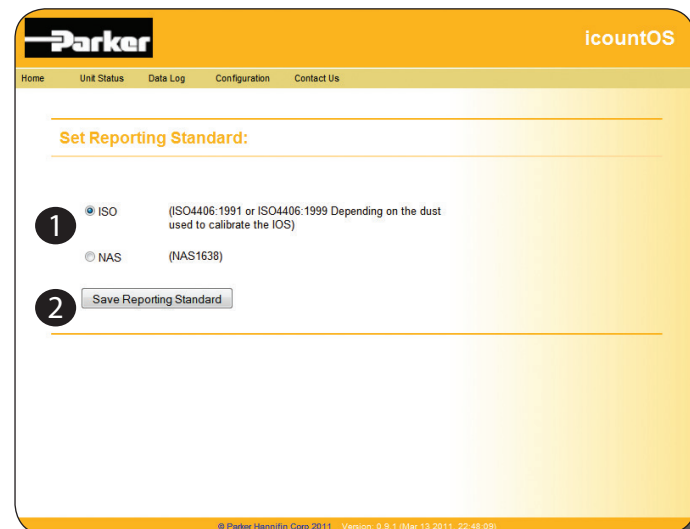 Parker
icountOS
Home Unit Status Data Log Configuration Contact Us
Set Reporting Standard:
1
ISO (ISO4406:1991 or ISO4406:1999 Depending on the dust
used to calibrate the IOS)
NAS (NAS1638)
2
Save Reporting Standard
© Parker Hannifin Corp 2011 Version: 0.9.1 (Mar 13 2011, 22:48:09)